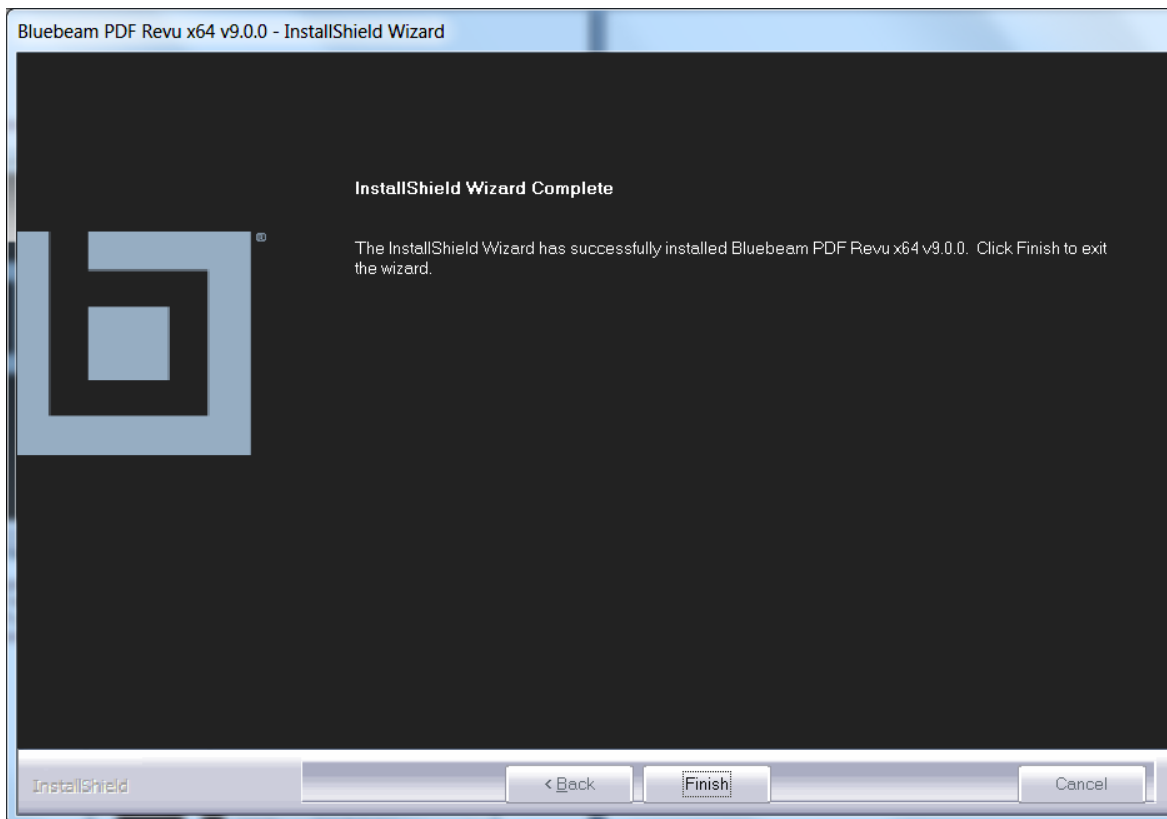 Bluebeam PDF Revu x64 v9.0.0 - InstallShield Wizard
InstallShield Wizard Complete
®
The InstallShield Wizard has successfully installed Bluebeam PDF Revu x64 v9.0.0. Click Finish to exit
the wizard.
InstallShield
< Back
Finish
Cancel